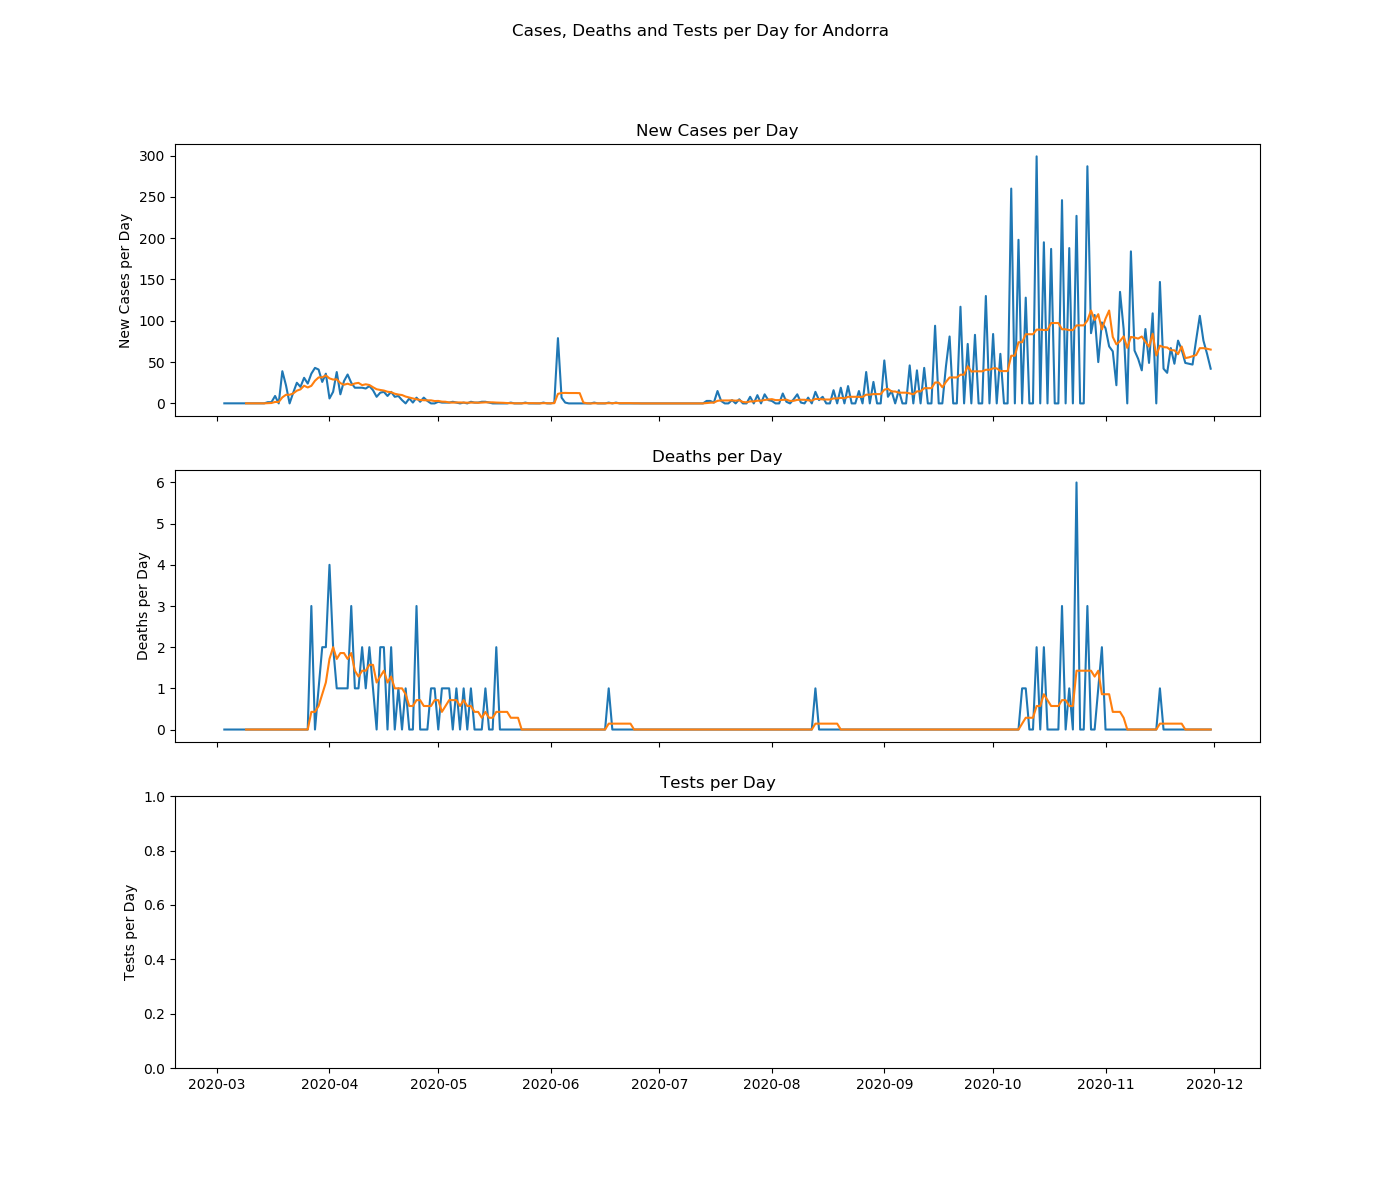 Cases, Deaths and Tests per Day for Andorra
New Cases per Day
New Cases per Day
300
250
200
150
100
50
0
Deaths per Day
Deaths per Day
6
5
4
3
2
1
0
Tests per Day
Tests per Day
1.0
0.8
0.6
0.4
0.2
0.0
2020-03 2020-04 2020-05 2020-06 2020-07 2020-08 2020-09 2020-10 2020-11 2020-12